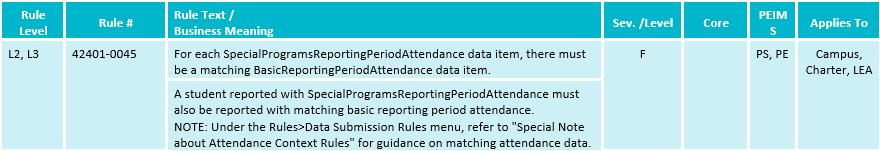 Rule
Level
Rule #
Rule Text /
Business Meaning
Sev. /Level
Core
PEIM
S
Applies To
L2, L3
42401-0045
For each SpecialProgramsReportingPeriodAttendance data item, there must
be a matching BasicReportingPeriodAttendance data item.
F
PS, PE
Campus,
Charter, LEA
A student reported with SpecialProgramsReportingPeriodAttendance must
also be reported with matching basic reporting period attendance.
NOTE: Under the Rules>Data Submission Rules menu, refer to "Special Note
about Attendance Context Rules" for guidance on matching attendance data.